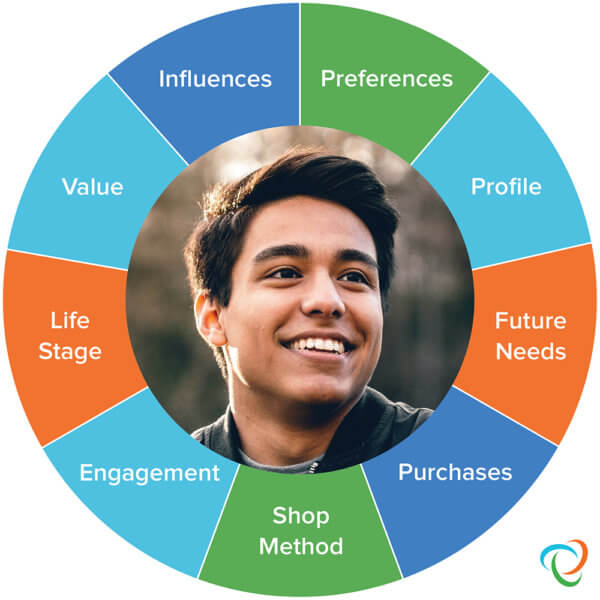 Influences
Preferences
Value
Profile
Life
Stage
Future
Needs
Engagement
Purchases
Shop
Method